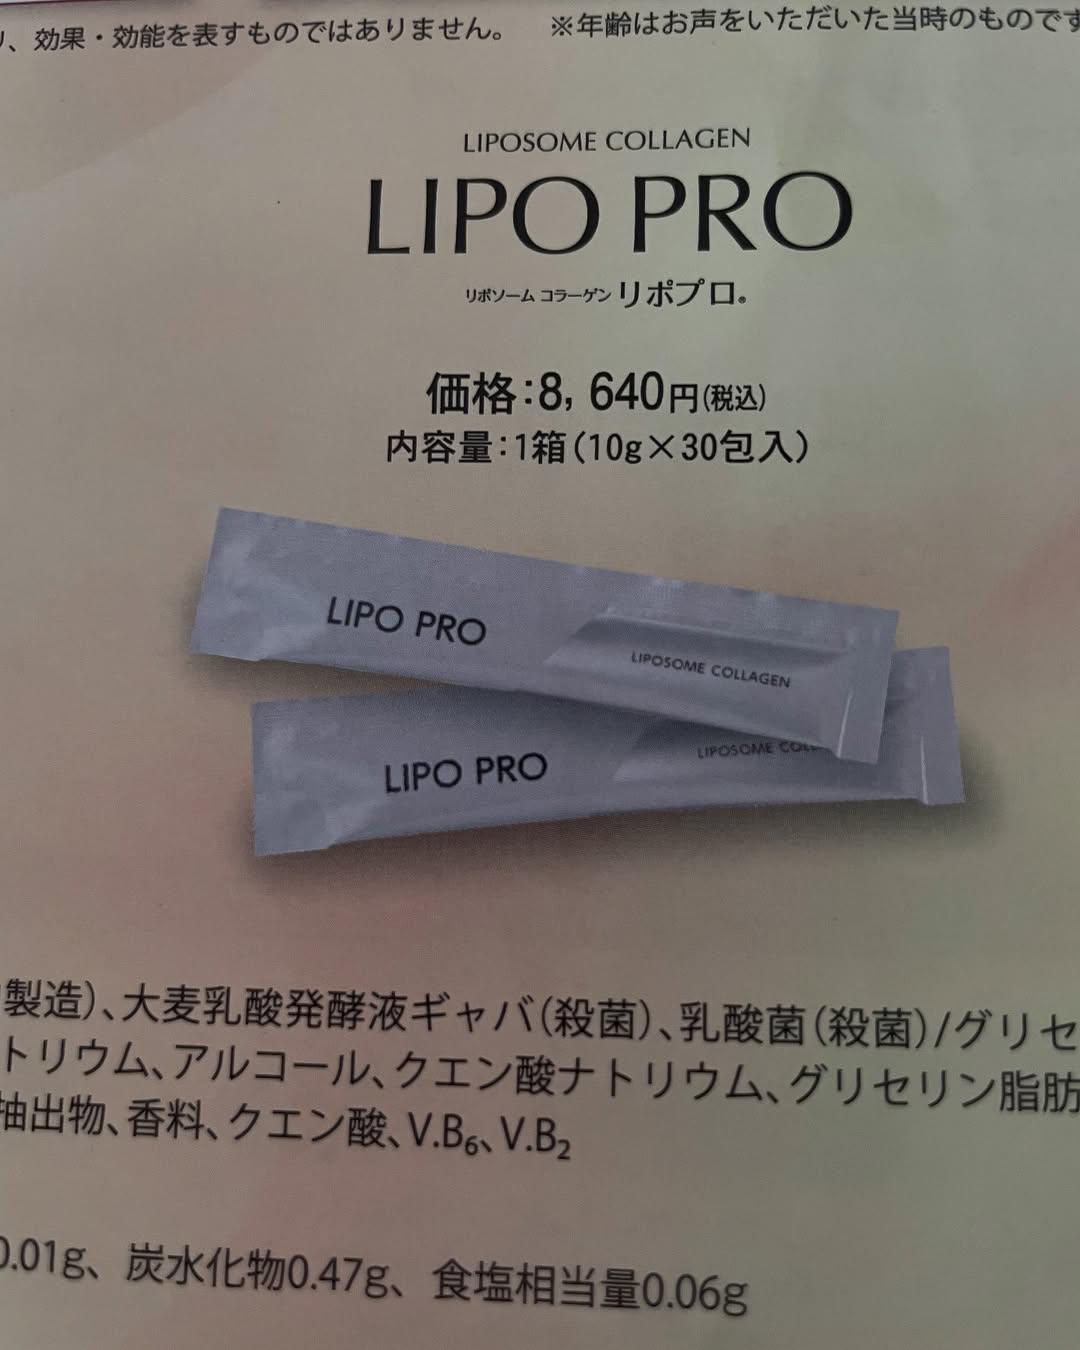 、効果・効能を表すものではありません。 ※年齢はお声をいただいた当時のものです
LIPOSOME COLLAGEN
LIPO PRO
リポソーム コラーゲン リポプロ®
価格:8,640円(税込)
内容量:1箱(10g×30包入)
LIPO PRO
LIPOSOME COLLAGEN
LIPO PRO
LIPOSOME COLL
製造)、大麦乳酸発酵液ギャバ(殺菌)、乳酸菌(殺菌)/グリセ
トリウム、アルコール、クエン酸ナトリウム、グリセリン脂肪
抽出物、香料、クエン酸、V.B₆、V.B₂
0.01g、炭水化物0.47g、食塩相当量0.06g